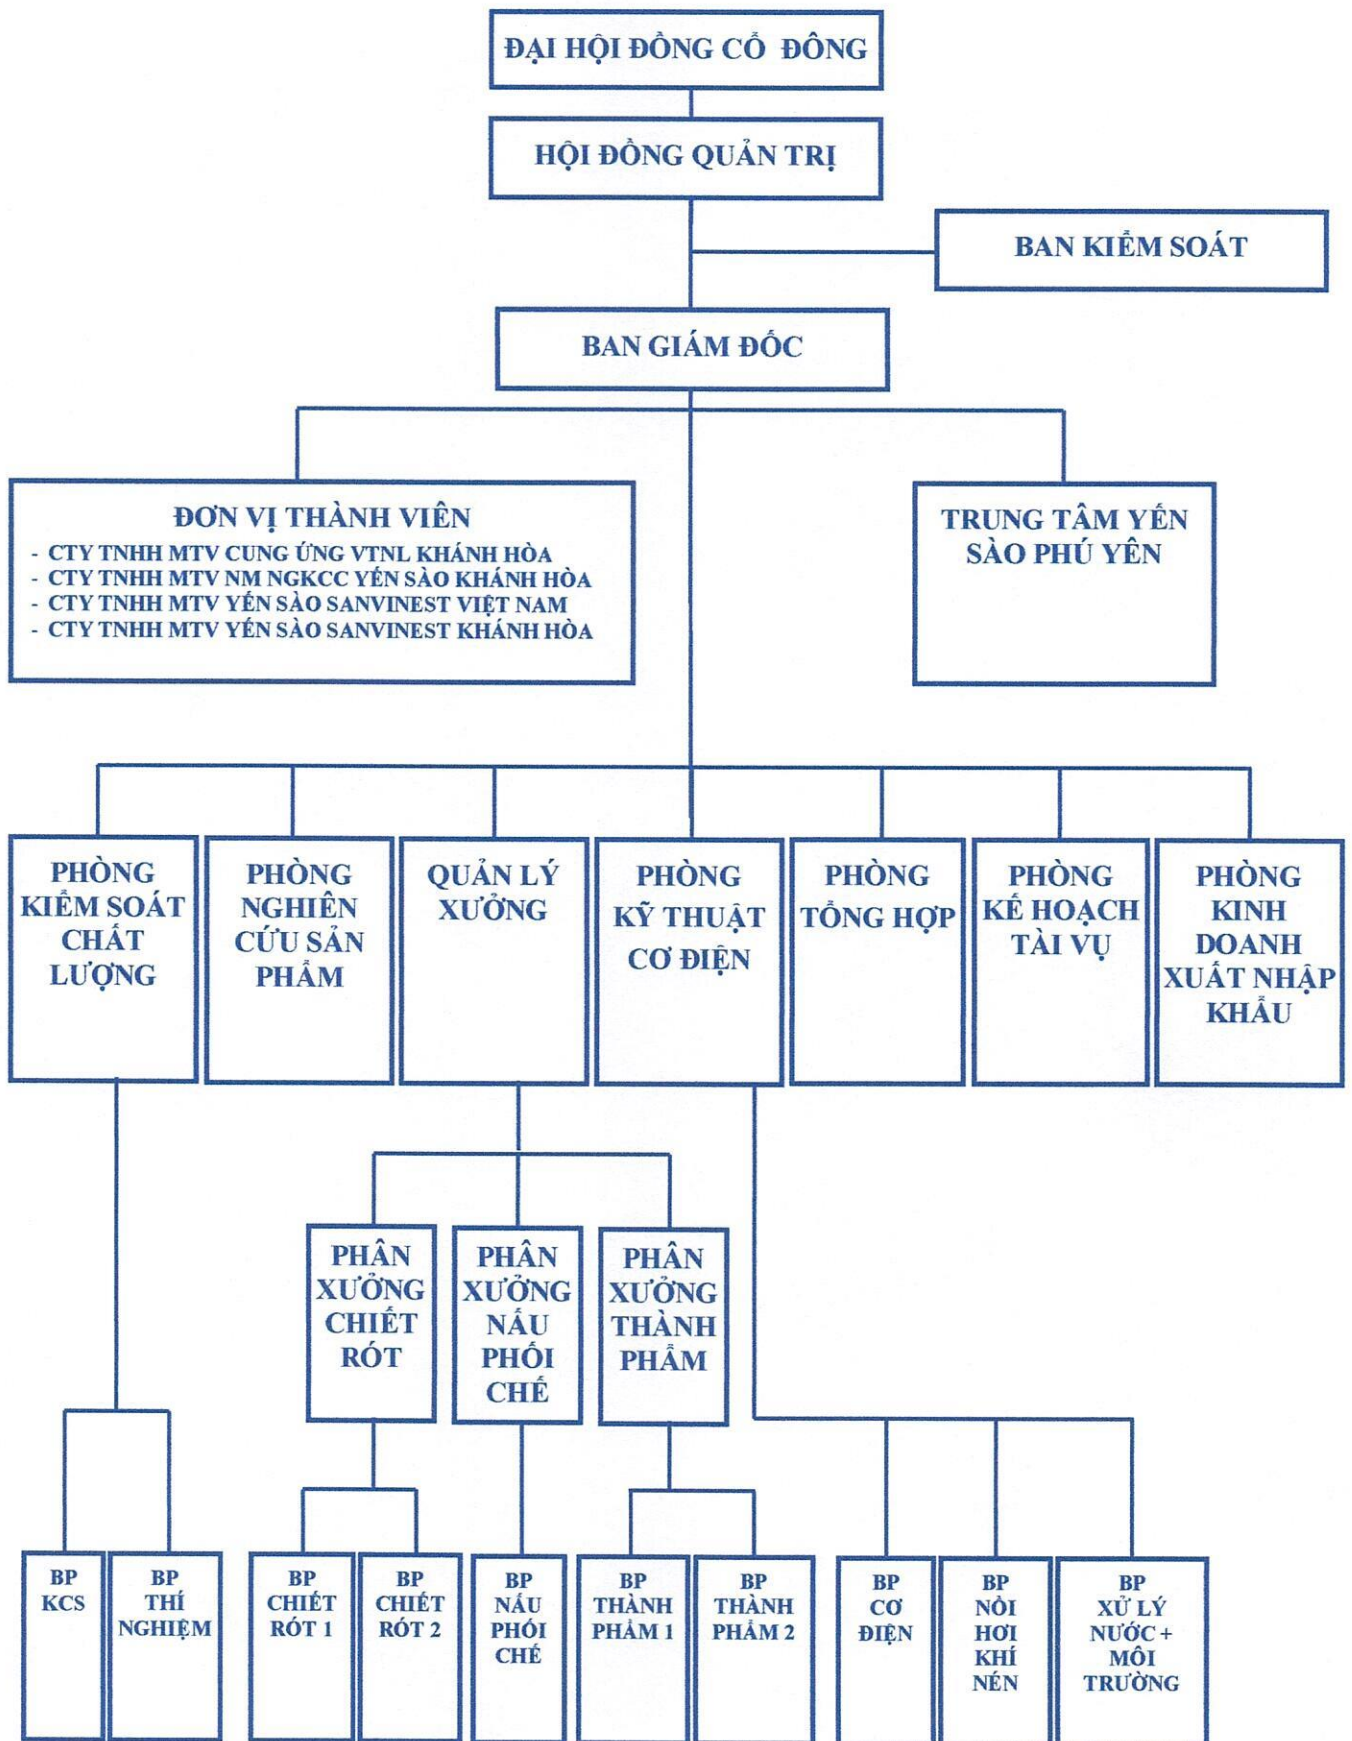 ĐẠI HỘI ĐỒNG CỔ ĐÔNG
HỘI ĐỒNG QUẢN TRỊ
BAN KIỂM SOÁT
BAN GIÁM ĐỐC
ĐƠN VỊ THÀNH VIÊN
- CTY TNHH MTV CUNG ỨNG VTNL KHÁNH HÒA
- CTY TNHH MTV NM NGKCC YẾN SÀO KHÁNH HÒA
- CTY TNHH MTV YẾN SÀO SANVINEST VIỆT NAM
- CTY TNHH MTV YẾN SÀO SANVINEST KHÁNH HÒA
TRUNG TÂM YẾN
SÀO PHÚ YÊN
PHÒNG
KIỂM SOÁT
CHẤT
LƯỢNG
PHÒNG
NGHIÊN
CỨU SẢN
PHẨM
QUẢN LÝ
XƯỞNG
PHÒNG
KỸ THUẬT
CƠ ĐIỆN
PHÒNG
TỔNG HỢP
PHÒNG
KẾ HOẠCH
TÀI VỤ
PHÒNG
KINH
DOANH
XUẤT NHẬP
KHẨU
PHÂN
XƯỞNG
CHIẾT
RÓT
PHÂN
XƯỞNG
NẤU
PHỐI
CHẾ
PHÂN
XƯỞNG
THÀNH
PHẨM
BP
KCS
BP
THÍ
NGHIỆM
BP
CHIẾT
RÓT 1
BP
CHIẾT
RÓT 2
BP
NẤU
PHỐI
CHẾ
BP
THÀNH
PHẨM 1
BP
THÀNH
PHẨM 2
BP
CƠ
ĐIỆN
BP
NỒI
HƠI
KHÍ
NÉN
BP
XỬ LÝ
NƯỚC +
MÔI
TRƯỜNG